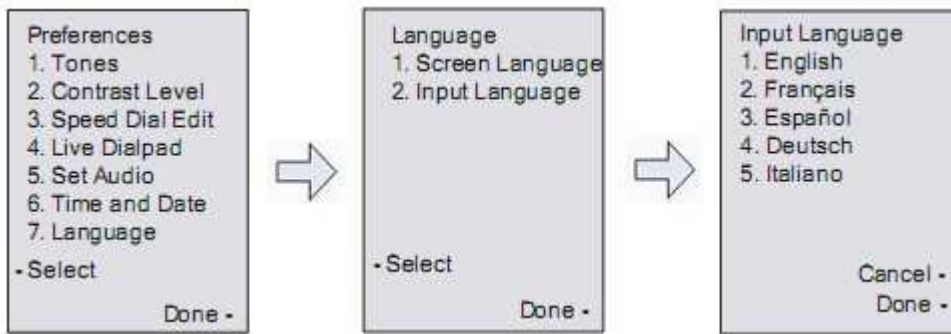 Preferences
1. Tones
2. Contrast Level
3. Speed Dial Edit
4. Live Dialpad
5. Set Audio
6. Time and Date
7. Language
- Select
Done -
Language
1. Screen Language
2. Input Language
- Select
Done -
Input Language
1. English
2. Français
3. Español
4. Deutsch
5. Italiano
Cancel -
Done -